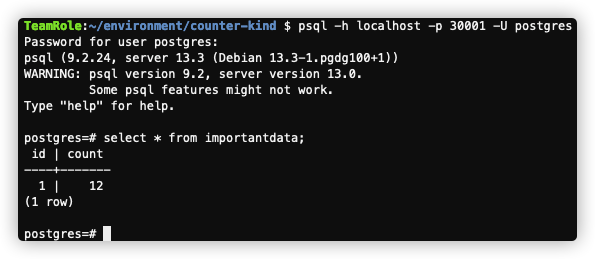 TeamRole:~/environment/counter-kind $ psql -h localhost -p 30001 -U postgres
Password for user postgres:
psql (9.2.24, server 13.3 (Debian 13.3-1.pgdg100+1))
WARNING: psql version 9.2, server version 13.0.
         Some psql features might not work.
Type "help" for help.

postgres=# select * from importantdata;
 id | count
----+-------
  1 |    12
(1 row)

postgres=#